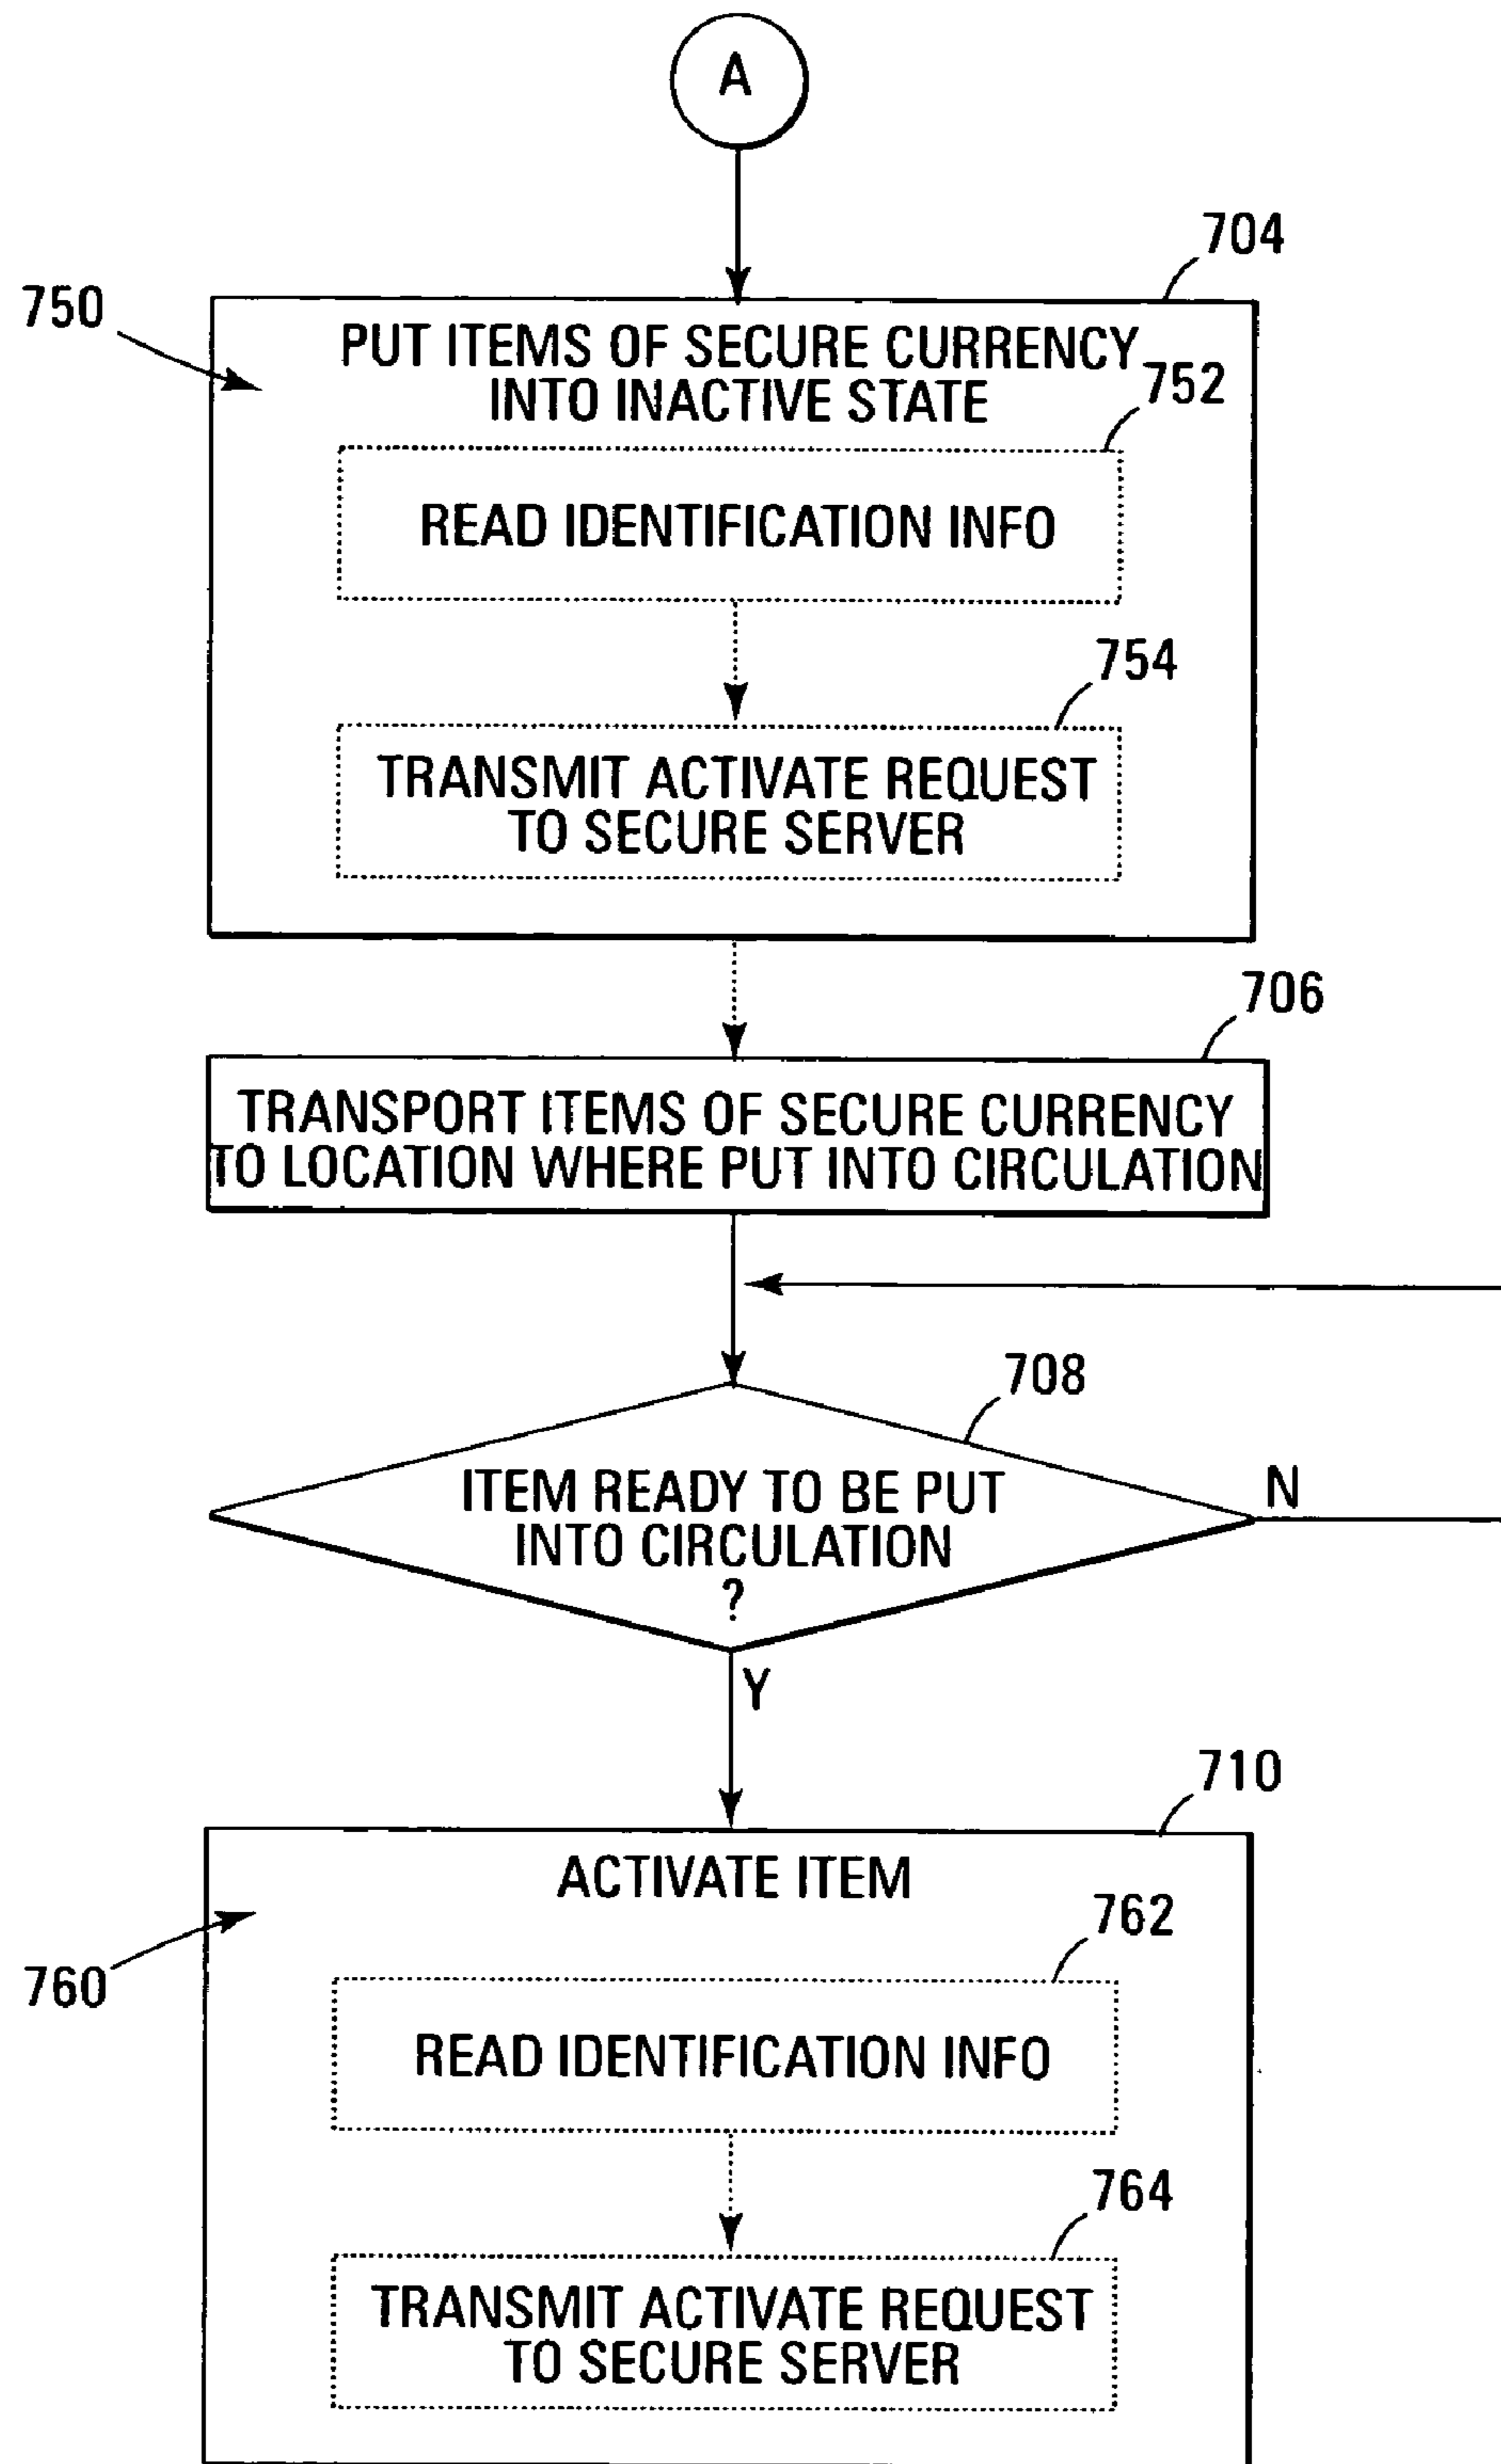 A
704
750
PUT ITEMS OF SECURE CURRENCY
INTO INACTIVE STATE
752
READ IDENTIFICATION INFO
754
TRANSMIT ACTIVATE REQUEST
TO SECURE SERVER
706
TRANSPORT ITEMS OF SECURE CURRENCY
TO LOCATION WHERE PUT INTO CIRCULATION
708
ITEM READY TO BE PUT
INTO CIRCULATION
?
N
Y
710
ACTIVATE ITEM
760
762
READ IDENTIFICATION INFO
764
TRANSMIT ACTIVATE REQUEST
TO SECURE SERVER